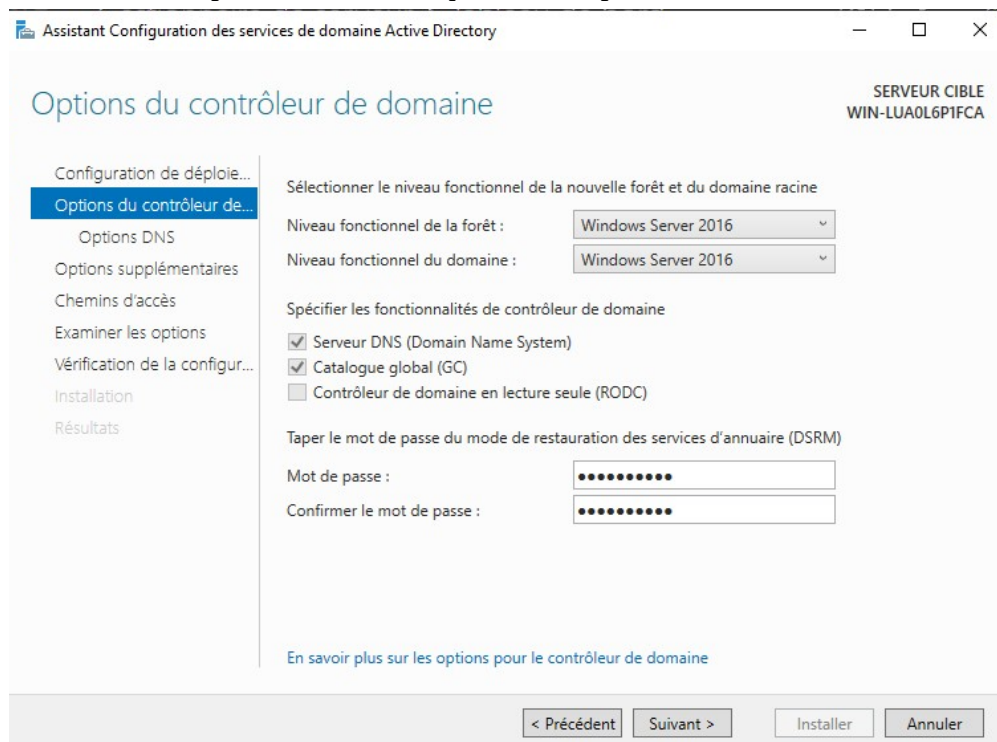 Assistant Configuration des services de domaine Active Directory
Options du contrôleur de domaine
SERVEUR CIBLE
WIN-LUA0L6P1FCA
Configuration de déploie...
Options du contrôleur de...
Options DNS
Options supplémentaires
Chemins d'accès
Examiner les options
Vérification de la configur...
Installation
Résultats
Sélectionner le niveau fonctionnel de la nouvelle forêt et du domaine racine
Niveau fonctionnel de la forêt : Windows Server 2016
Niveau fonctionnel du domaine : Windows Server 2016
Spécifier les fonctionnalités de contrôleur de domaine
Serveur DNS (Domain Name System)
Catalogue global (GC)
Contrôleur de domaine en lecture seule (RODC)
Taper le mot de passe du mode de restauration des services d'annuaire (DSRM)
Mot de passe : ●●●●●●●●●●
Confirmer le mot de passe : ●●●●●●●●●●
En savoir plus sur les options pour le contrôleur de domaine
< Précédent Suivant > Installer Annuler